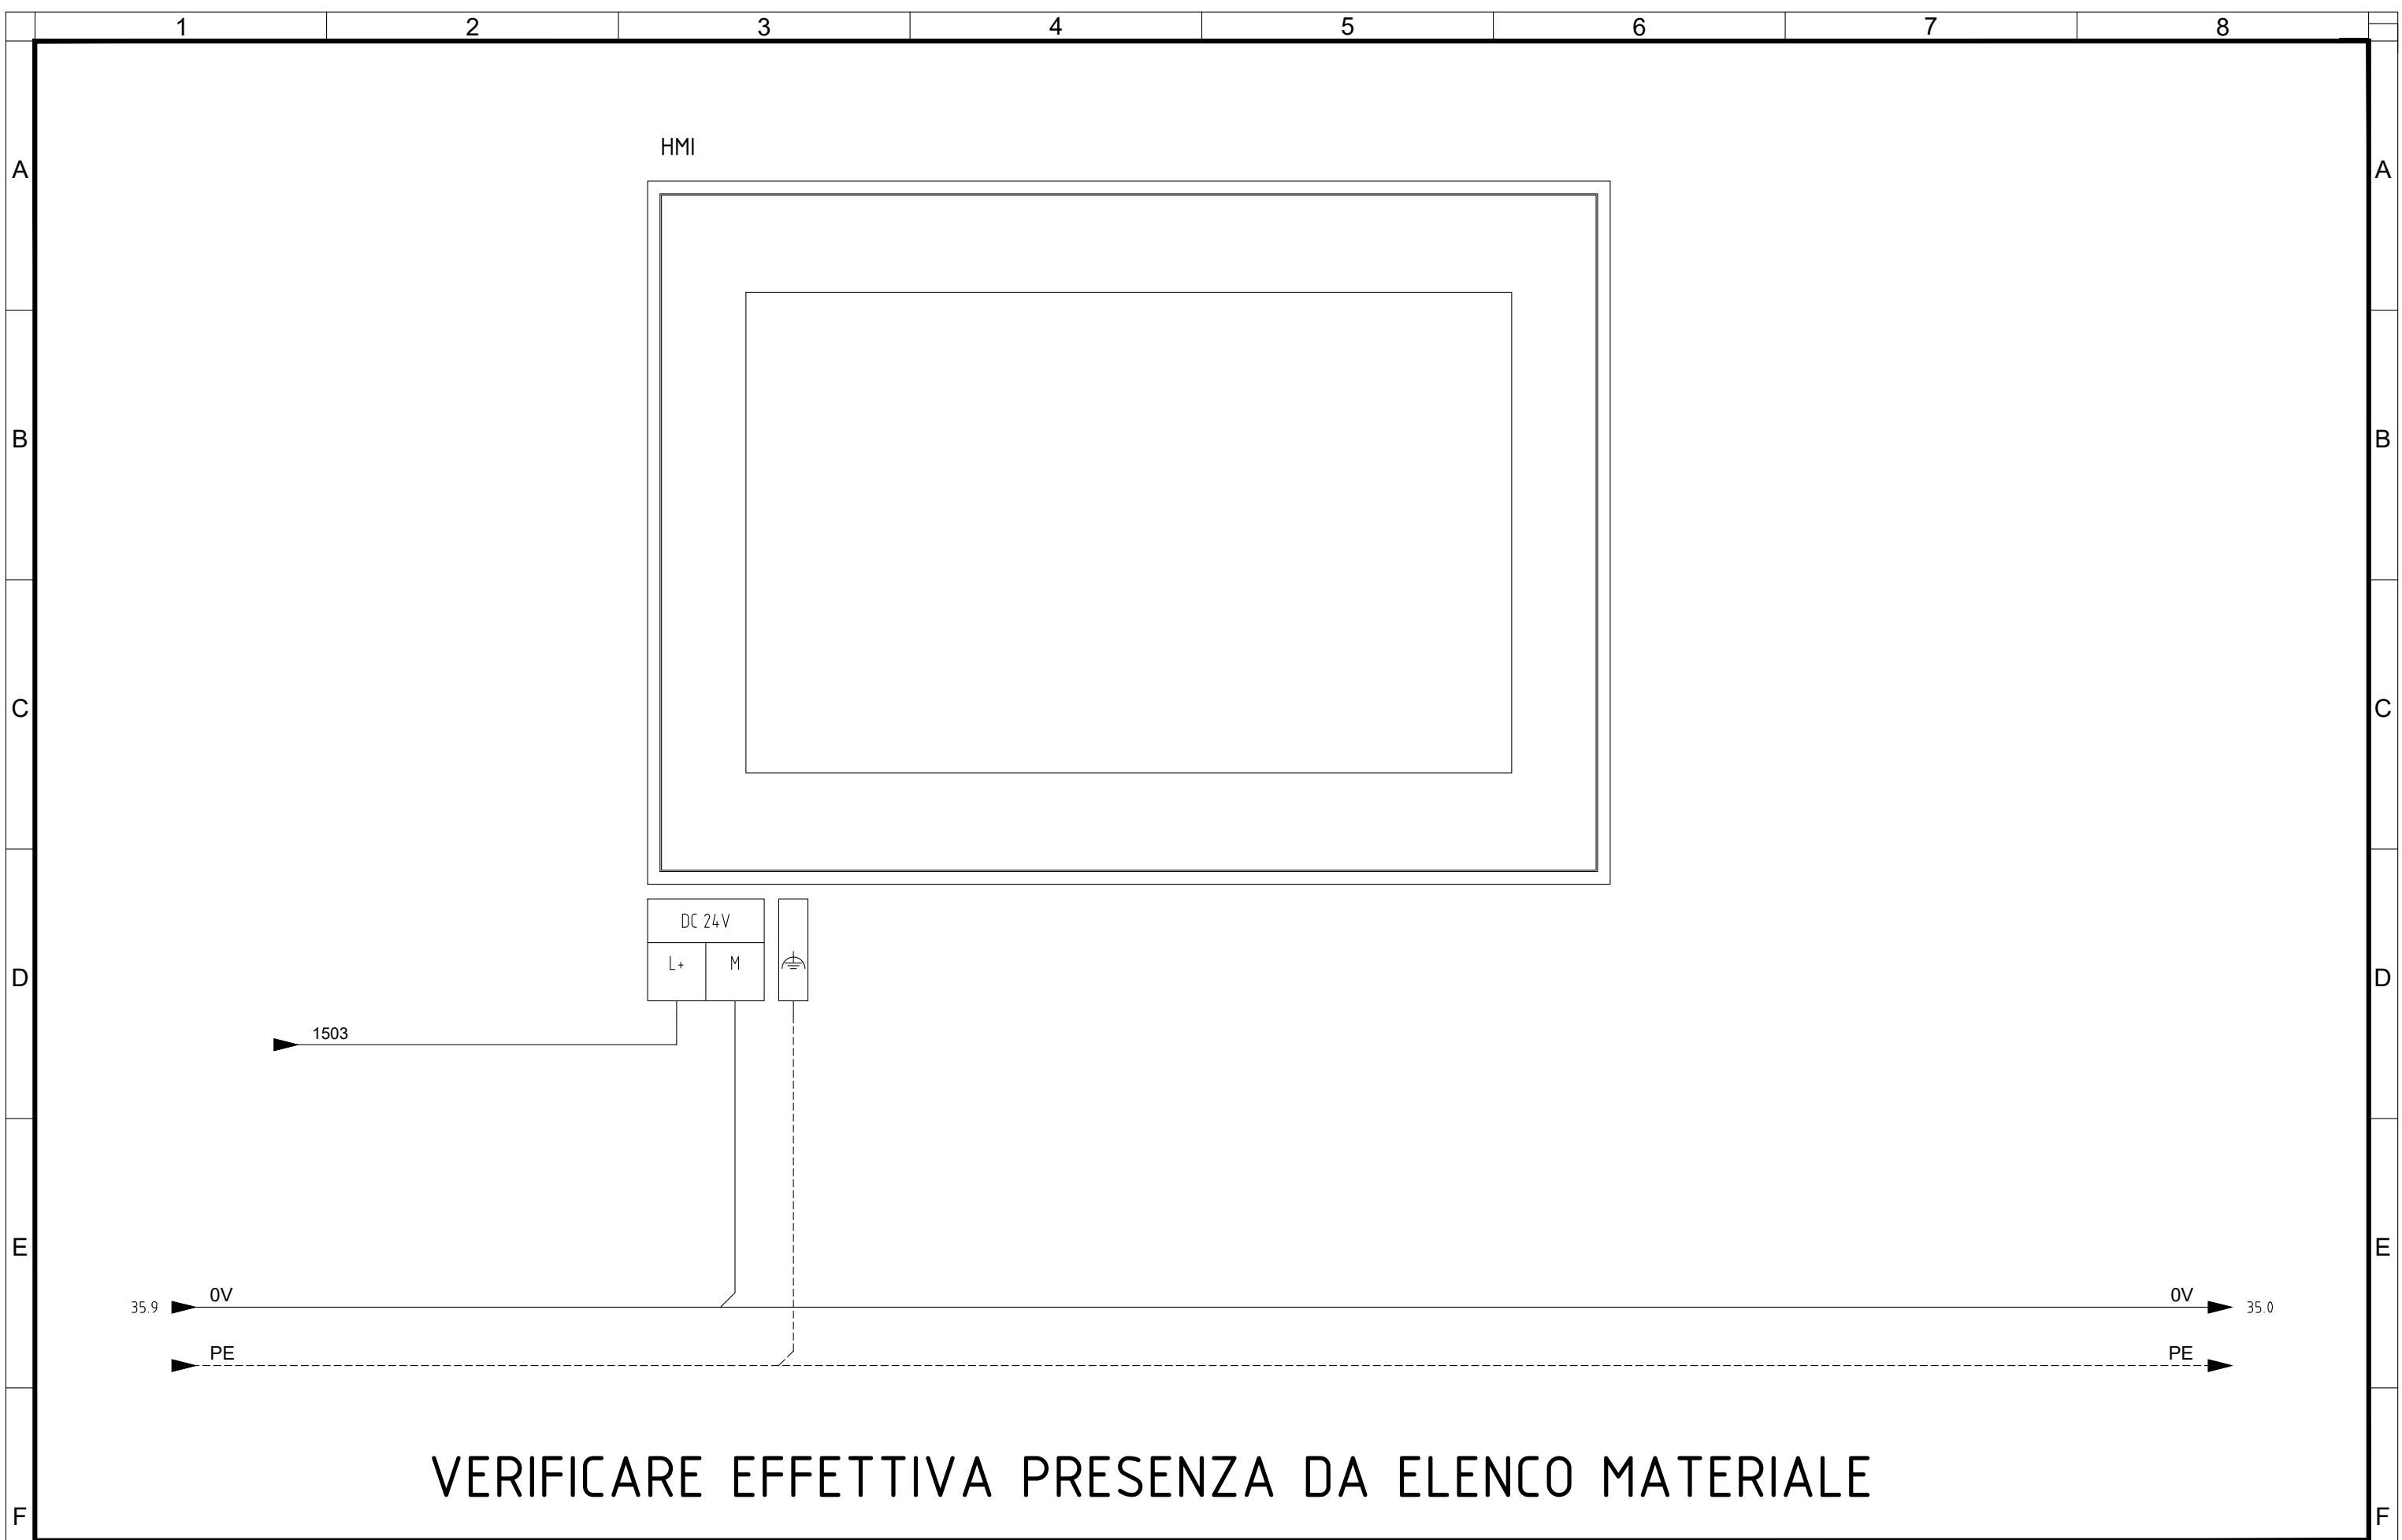 1 2 3 4 5 6 7 8
A A
HMI
B B
C C
DC 24V
L+ M
D D
1503
E E
0V 0V
35.9 35.0
PE PE
VERIFICARE EFFETTIVA PRESENZA DA ELENCO MATERIALE
F F